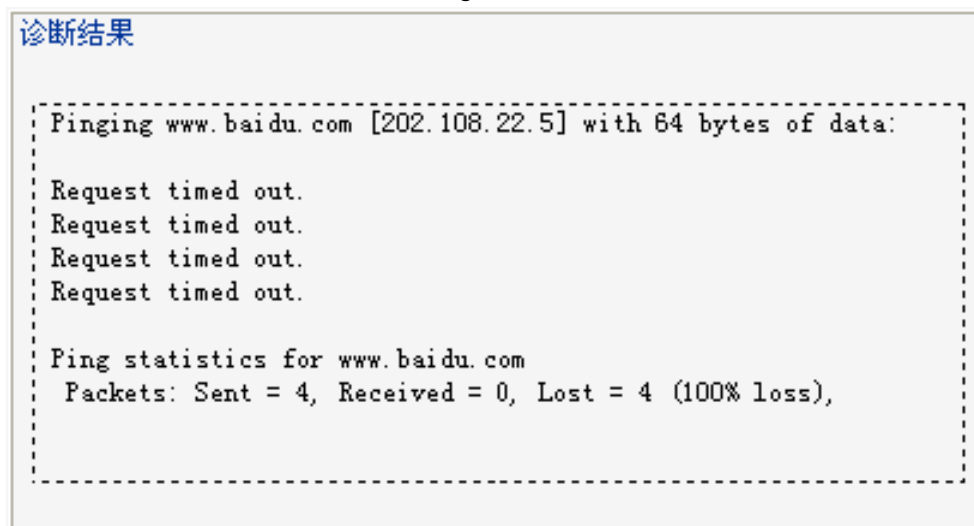 诊断结果
Pinging www.baidu.com [202.108.22.5] with 64 bytes of data:
Request timed out.
Request timed out.
Request timed out.
Request timed out.
Ping statistics for www.baidu.com
Packets: Sent = 4, Received = 0, Lost = 4 (100% loss),